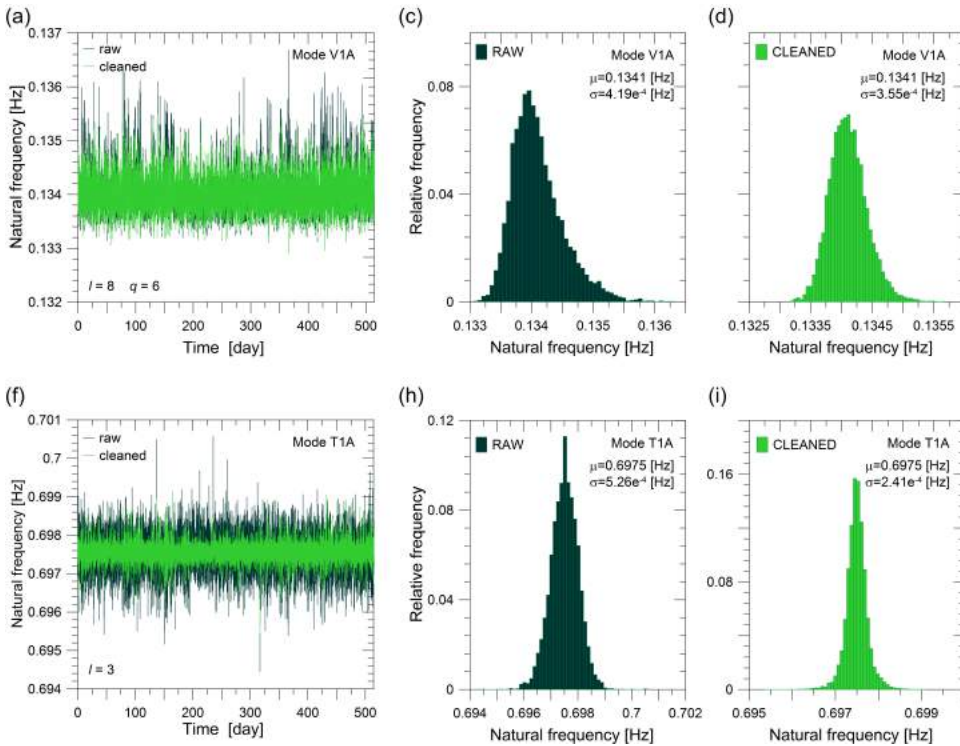 (a)
0.137
0.136
0.135
0.134
0.133
0.132
Natural frequency [Hz]
raw
cleaned
Mode V1A
l = 8 q = 6
0 100 200 300 400 500
Time [day]
(c)
0.08
0.04
0
Relative frequency
RAW
Mode V1A
μ=0.1341 [Hz]
σ=4.19e-4 [Hz]
0.133 0.134 0.135 0.136
Natural frequency [Hz]
(d)
CLEANED
Mode V1A
μ=0.1341 [Hz]
σ=3.55e-4 [Hz]
0.1325 0.1335 0.1345 0.1355
Natural frequency [Hz]
(f)
0.701
0.7
0.699
0.698
0.697
0.696
0.695
0.694
Natural frequency [Hz]
raw
cleaned
Mode T1A
l = 3
0 100 200 300 400 500
Time [day]
(h)
0.12
0.08
0.04
0
Relative frequency
RAW
Mode T1A
μ=0.6975 [Hz]
σ=5.26e-4 [Hz]
0.694 0.696 0.698 0.7 0.702
Natural frequency [Hz]
(i)
0.16
0.08
0
CLEANED
Mode T1A
μ=0.6975 [Hz]
σ=2.41e-4 [Hz]
0.695 0.697 0.699
Natural frequency [Hz]